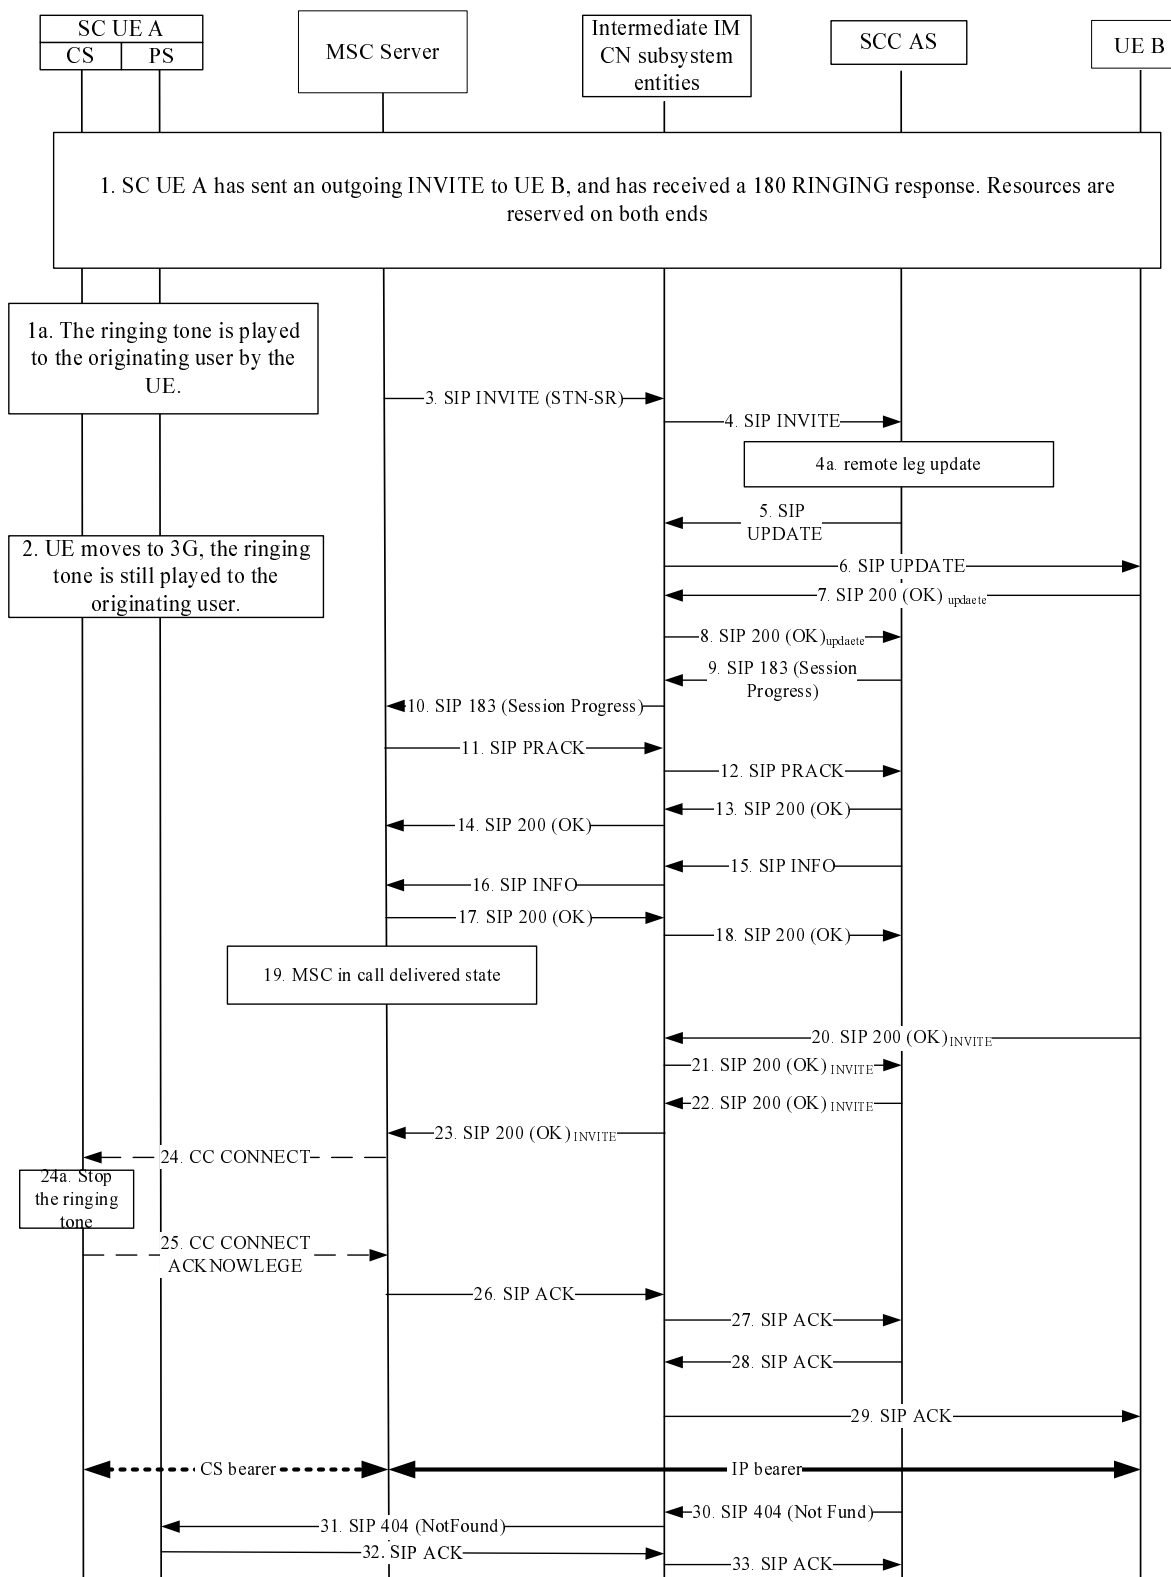 SC UE A
CS
PS
MSC Server
Intermediate IM
CN subsystem
entities
SCC AS
UE B
1. SC UE A has sent an outgoing INVITE to UE B, and has received a 180 RINGING response. Resources are
reserved on both ends
1a. The ringing tone is played
to the originating user by the
UE.
3. SIP INVITE (STN-SR)
4. SIP INVITE
4a. remote leg update
5. SIP
UPDATE
2. UE moves to 3G, the ringing
tone is still played to the
originating user.
6. SIP UPDATE
7. SIP 200 (OK) updaete
8. SIP 200 (OK)updaete
9. SIP 183 (Session
Progress)
10. SIP 183 (Session Progress)
11. SIP PRACK
12. SIP PRACK
13. SIP 200 (OK)
14. SIP 200 (OK)
15. SIP INFO
16. SIP INFO
17. SIP 200 (OK)
18. SIP 200 (OK)
19. MSC in call delivered state
20. SIP 200 (OK)INVITE
21. SIP 200 (OK) INVITE
22. SIP 200 (OK) INVITE
23. SIP 200 (OK) INVITE
24. CC CONNECT
24a. Stop
the ringing
tone
25. CC CONNECT
ACKNOWLEGE
26. SIP ACK
27. SIP ACK
28. SIP ACK
29. SIP ACK
CS bearer
IP bearer
30. SIP 404 (Not Fund)
31. SIP 404 (NotFound)
32. SIP ACK
33. SIP ACK